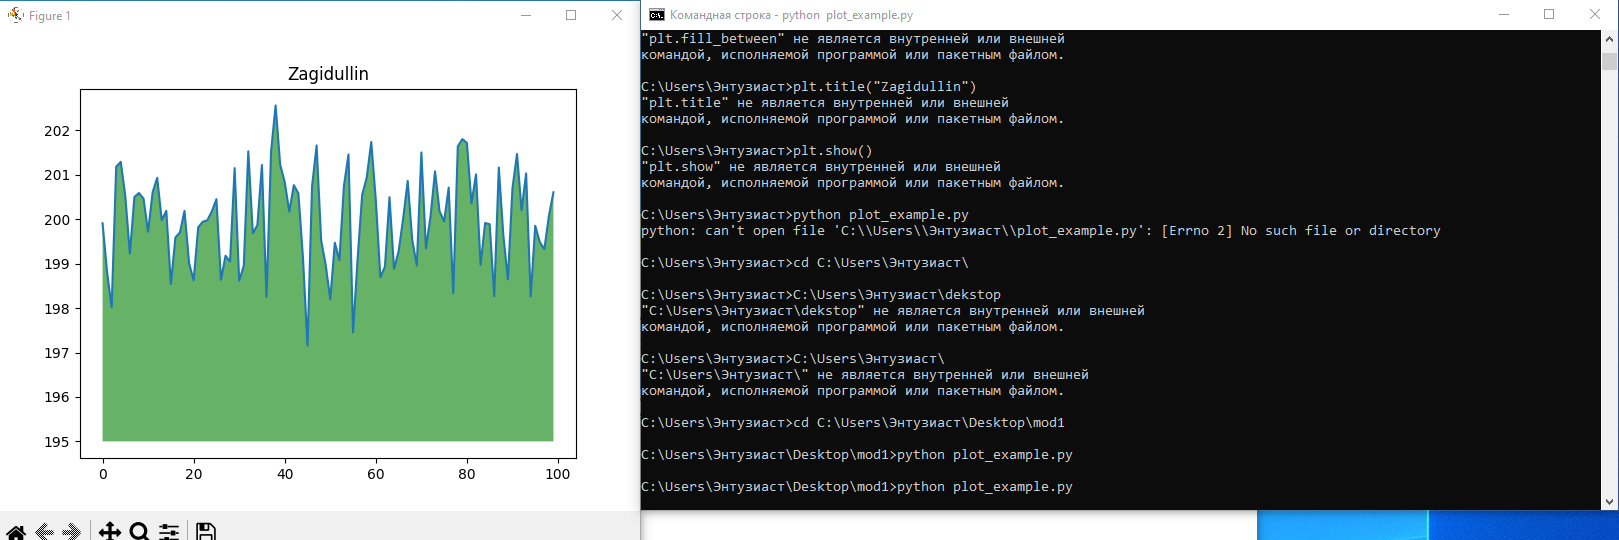 Figure 1
Zagidullin
202
201
200
199
198
197
196
195
0 20 40 60 80 100
Командная строка - python  plot_example.py
"plt.fill_between" не является внутренней или внешней
командой, исполняемой программой или пакетным файлом.
C:\Users\Энтузиаст>plt.title("Zagidullin")
"plt.title" не является внутренней или внешней
командой, исполняемой программой или пакетным файлом.
C:\Users\Энтузиаст>plt.show()
"plt.show" не является внутренней или внешней
командой, исполняемой программой или пакетным файлом.
C:\Users\Энтузиаст>python plot_example.py
python: can't open file 'C:\\Users\\Энтузиаст\\plot_example.py': [Errno 2] No such file or directory
C:\Users\Энтузиаст>cd C:\Users\Энтузиаст\
C:\Users\Энтузиаст>C:\Users\Энтузиаст\dekstop
"C:\Users\Энтузиаст\dekstop" не является внутренней или внешней
командой, исполняемой программой или пакетным файлом.
C:\Users\Энтузиаст>C:\Users\Энтузиаст\
"C:\Users\Энтузиаст\" не является внутренней или внешней
командой, исполняемой программой или пакетным файлом.
C:\Users\Энтузиаст>cd C:\Users\Энтузиаст\Desktop\mod1
C:\Users\Энтузиаст\Desktop\mod1>python plot_example.py
C:\Users\Энтузиаст\Desktop\mod1>python plot_example.py